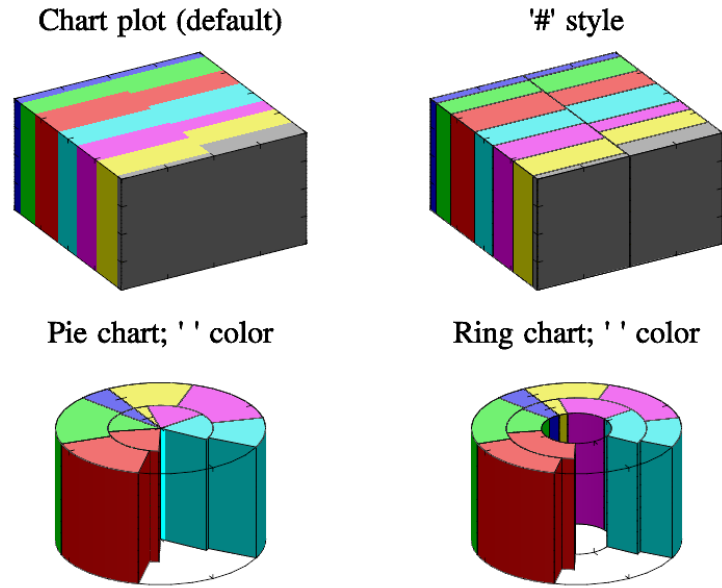 Chart plot (default)
'#' style
Pie chart; ' ' color
Ring chart; ' ' color